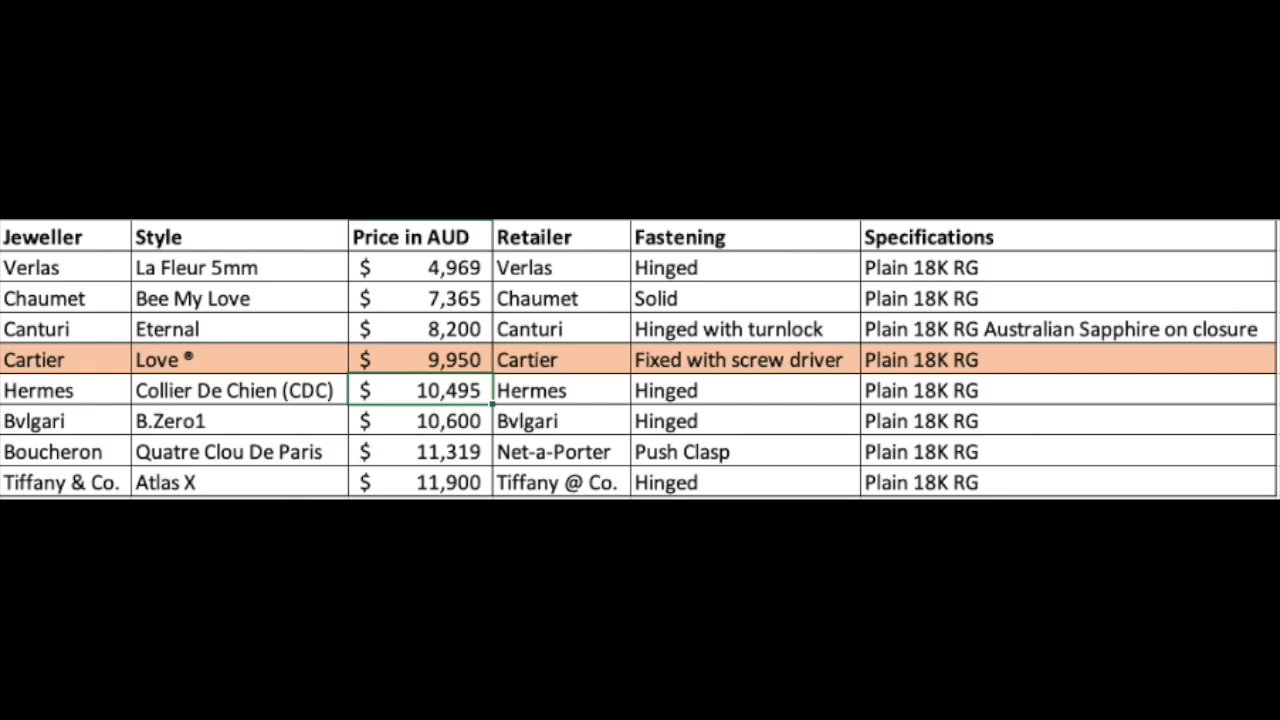 Jeweller Style Price in AUD Retailer Fastening Specifications
Verlas La Fleur 5mm $ 4,969 Verlas Hinged Plain 18K RG
Chaumet Bee My Love $ 7,365 Chaumet Solid Plain 18K RG
Canturi Eternal $ 8,200 Canturi Hinged with turnlock Plain 18K RG Australian Sapphire on closure
Cartier Love ® $ 9,950 Cartier Fixed with screw driver Plain 18K RG
Hermes Collier De Chien (CDC) $ 10,495 Hermes Hinged Plain 18K RG
Bvlgari B.Zero1 $ 10,600 Bvlgari Hinged Plain 18K RG
Boucheron Quatre Clou De Paris $ 11,319 Net-a-Porter Push Clasp Plain 18K RG
Tiffany & Co. Atlas X $ 11,900 Tiffany @ Co. Hinged Plain 18K RG